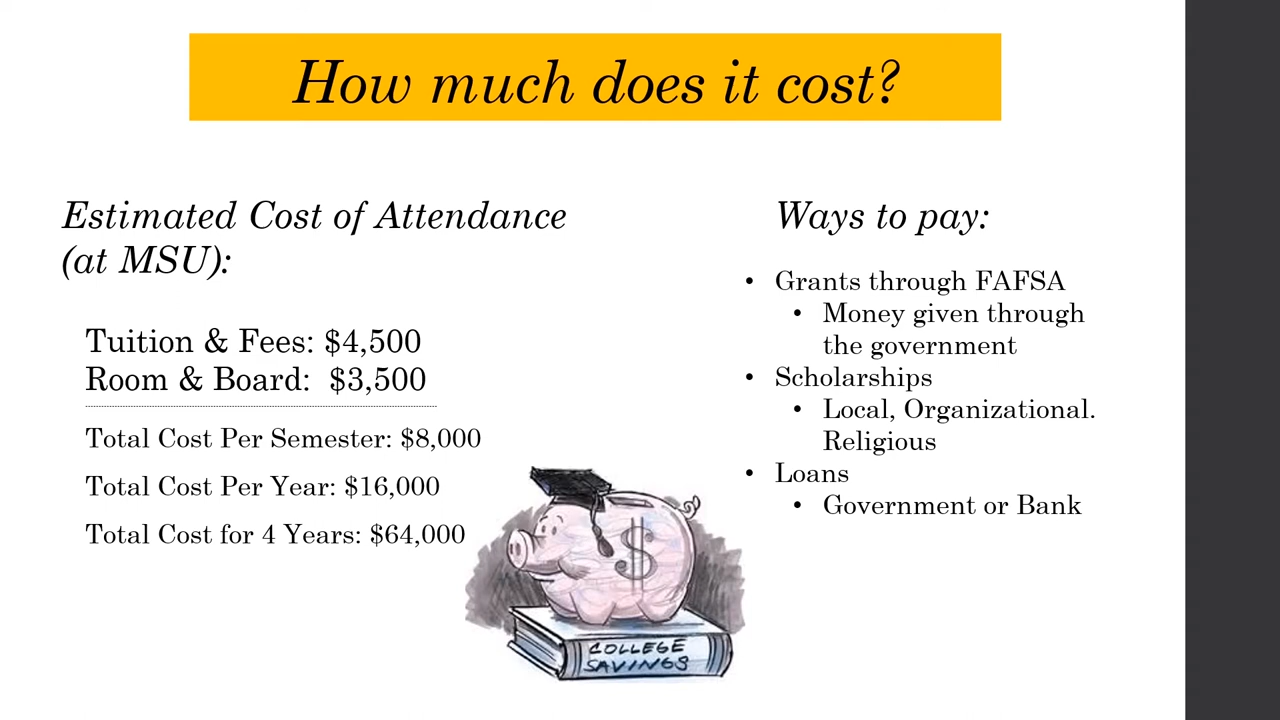 How much does it cost?
Estimated Cost of Attendance
(at MSU):
Tuition & Fees: $4,500
Room & Board: $3,500
Total Cost Per Semester: $8,000
Total Cost Per Year: $16,000
Total Cost for 4 Years: $64,000
Ways to pay:
• Grants through FAFSA
• Money given through
the government
• Scholarships
• Local, Organizational.
Religious
• Loans
• Government or Bank
$
COLLEGE
SAVINGS